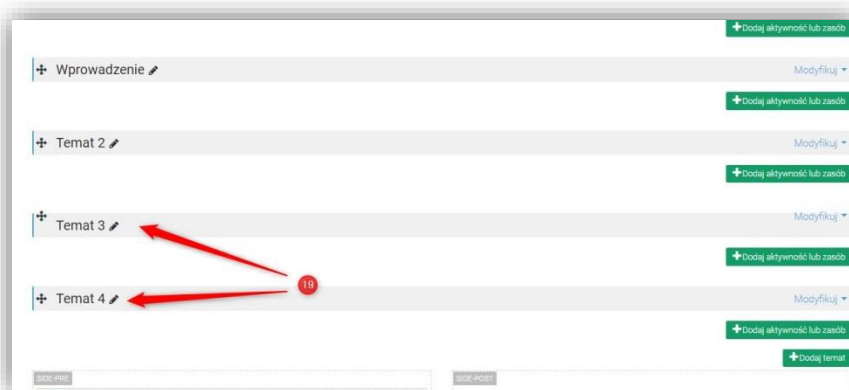 +Dodaj aktywność lub zasób
Wprowadzenie
Modyfikuj
+Dodaj aktywność lub zasób
Temat 2
Modyfikuj
+Dodaj aktywność lub zasób
Temat 3
Modyfikuj
+Dodaj aktywność lub zasób
19
Temat 4
Modyfikuj
+Dodaj aktywność lub zasób
+Dodaj temat
SIDE-PRE
SIDE-POST